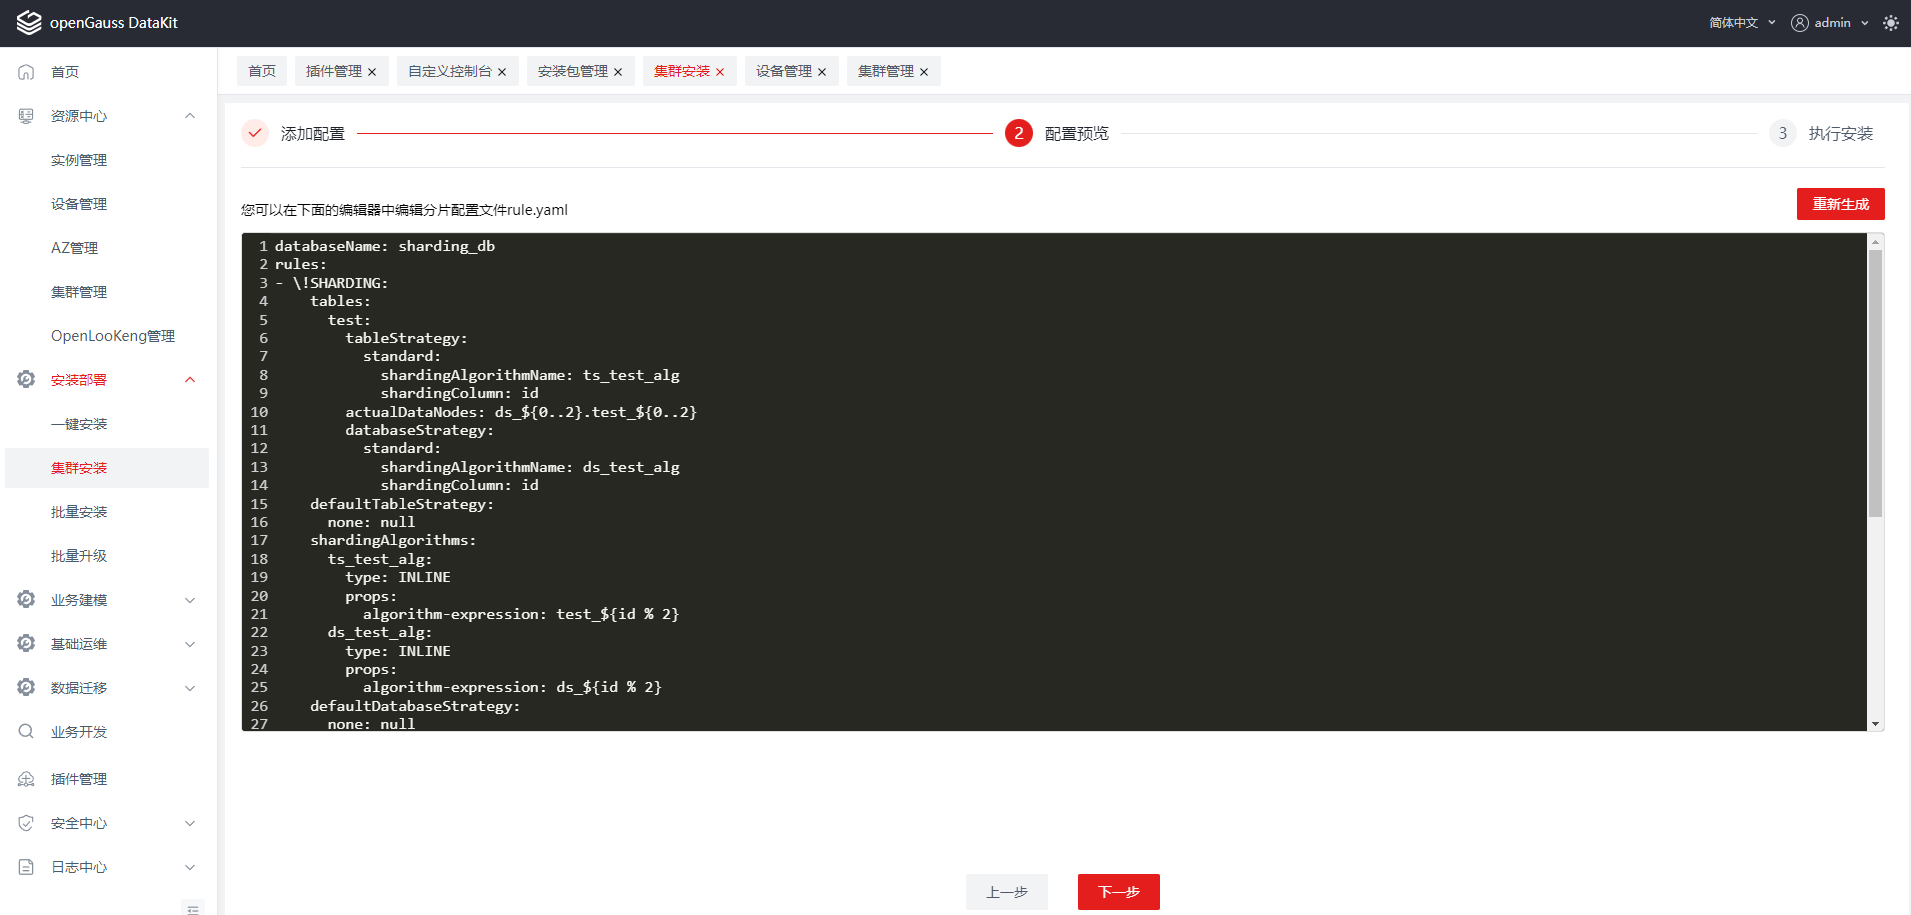 openGauss DataKit
简体中文
admin
首页
资源中心
实例管理
设备管理
AZ管理
集群管理
OpenLooKeng管理
安装部署
一键安装
集群安装
批量安装
批量升级
业务建模
基础运维
数据迁移
业务开发
插件管理
安全中心
日志中心
首页 插件管理 × 自定义控制台 × 安装包管理 × 集群安装 × 设备管理 × 集群管理 ×
添加配置 2 配置预览 3 执行安装
您可以在下面的编辑器中编辑分片配置文件rule.yaml
重新生成
1 databaseName: sharding_db
2 rules:
3 - \!SHARDING:
4     tables:
5       test:
6         tableStrategy:
7           standard:
8             shardingAlgorithmName: ts_test_alg
9             shardingColumn: id
10         actualDataNodes: ds_${0..2}.test_${0..2}
11         databaseStrategy:
12           standard:
13             shardingAlgorithmName: ds_test_alg
14             shardingColumn: id
15     defaultTableStrategy:
16       none: null
17     shardingAlgorithms:
18       ts_test_alg:
19         type: INLINE
20         props:
21           algorithm-expression: test_${id % 2}
22       ds_test_alg:
23         type: INLINE
24         props:
25           algorithm-expression: ds_${id % 2}
26     defaultDatabaseStrategy:
27       none: null
上一步
下一步